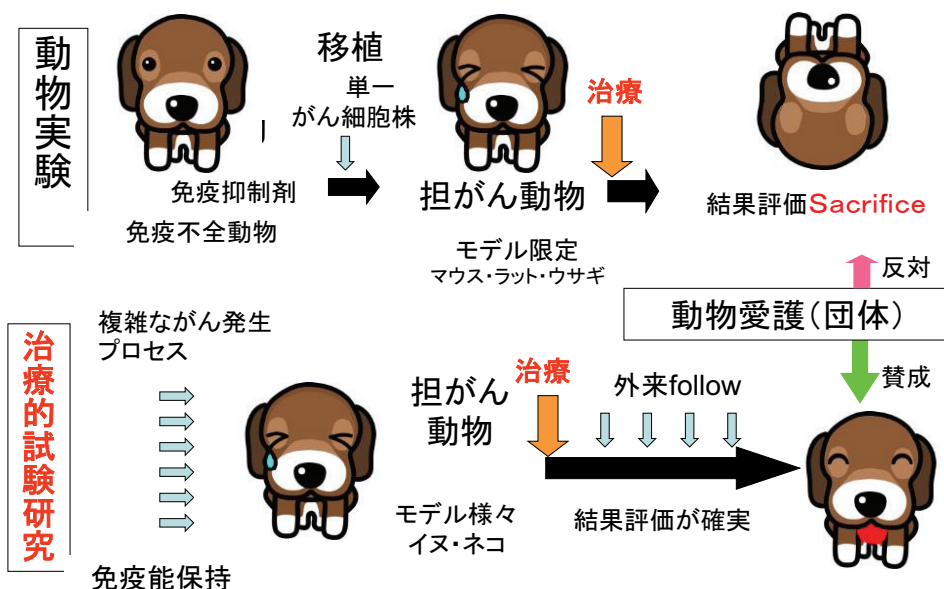 動物実験
移植
単一
がん細胞株
免疫抑制剤
免疫不全動物
担がん動物
モデル限定
マウス・ラット・ウサギ
治療
結果評価Sacrifice
反対
動物愛護(団体)
賛成
治療的試験研究
複雑ながん発生
プロセス
免疫能保持
担がん
動物
モデル様々
イヌ・ネコ
治療
外来follow
結果評価が確実